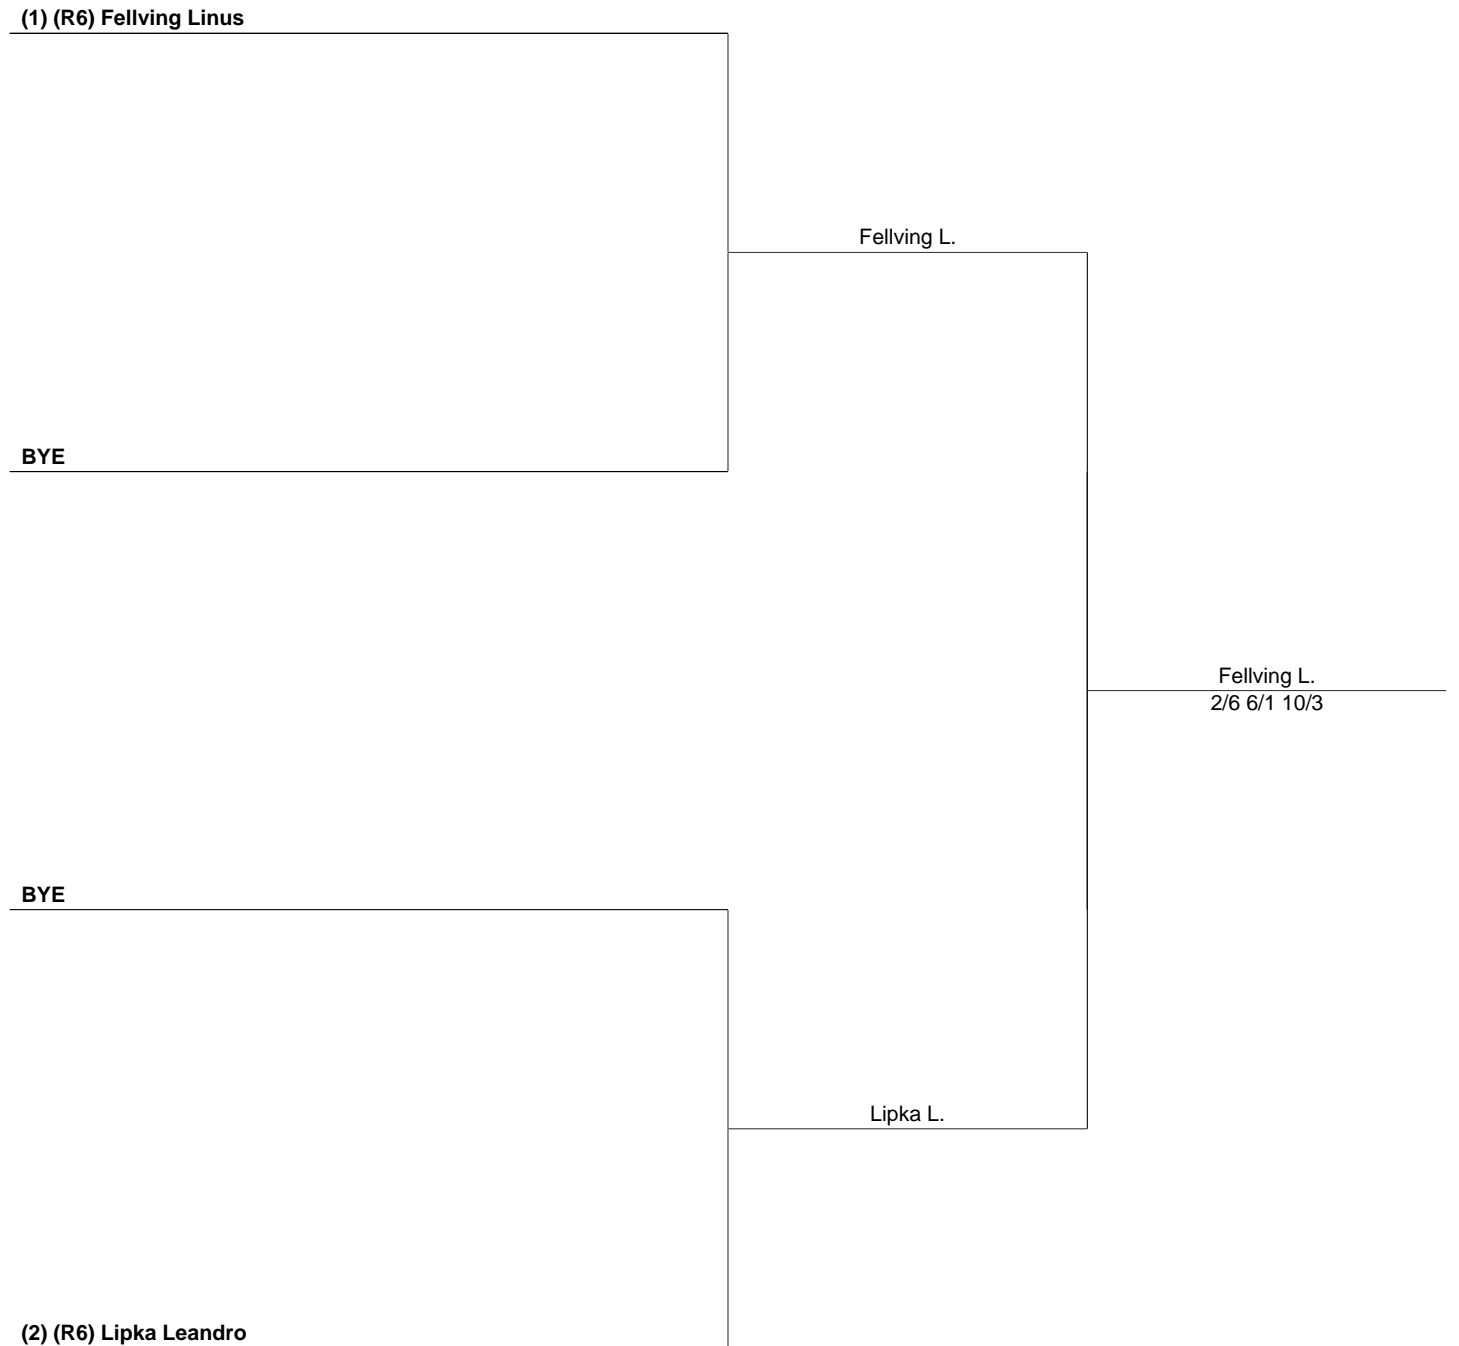 (1) (R6) Fellving Linus
Fellving L.
BYE
Fellving L.
2/6 6/1 10/3
BYE
Lipka L.
(2) (R6) Lipka Leandro